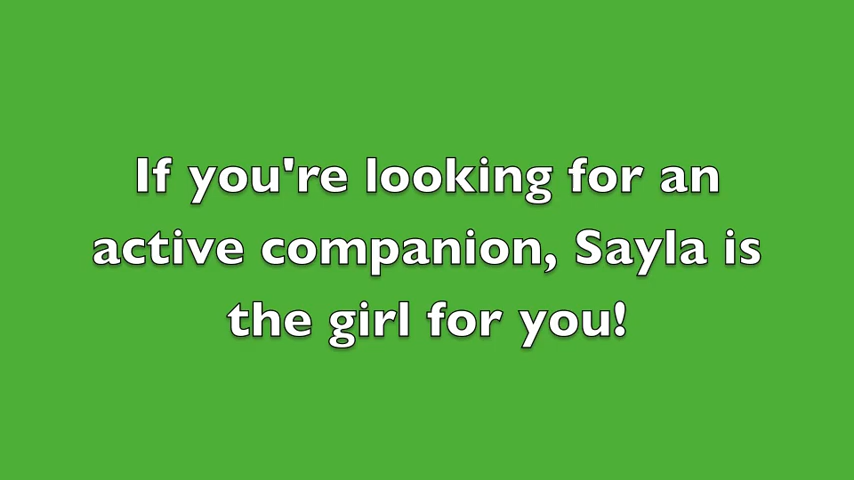 If you're looking for an
active companion, Sayla is
the girl for you!